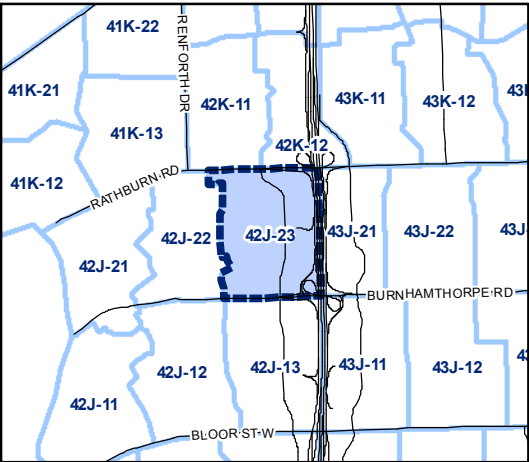 41K-22
RENFORTH DR
41K-21
42K-11
43K-11
43K-12
41K-13
42K-12
41K-12
RATHBURN RD
42J-22
42J-23
43J-21
43J-22
43J-
42J-21
BURNHAMTHORPE RD
42J-12
42J-13
43J-11
43J-12
42J-11
BLOOR ST W